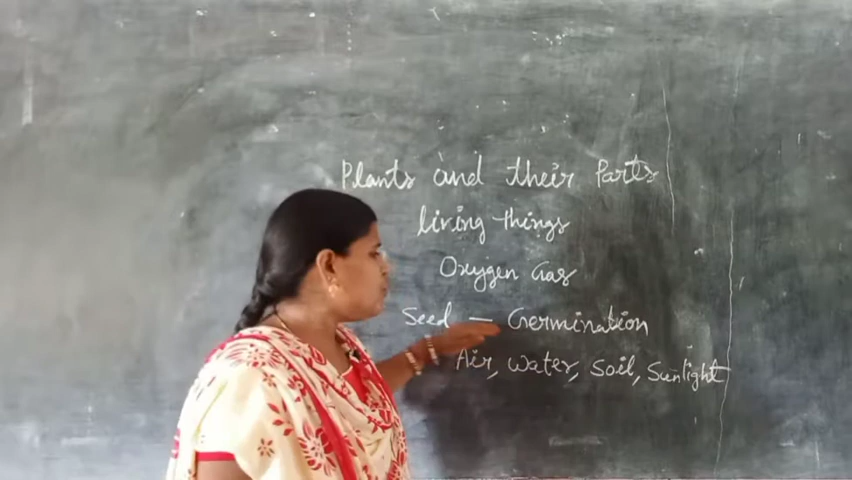 Plants and their Parts
living things
Oxygen Gas
Seed — Germination
Air, Water, Soil, Sunlight